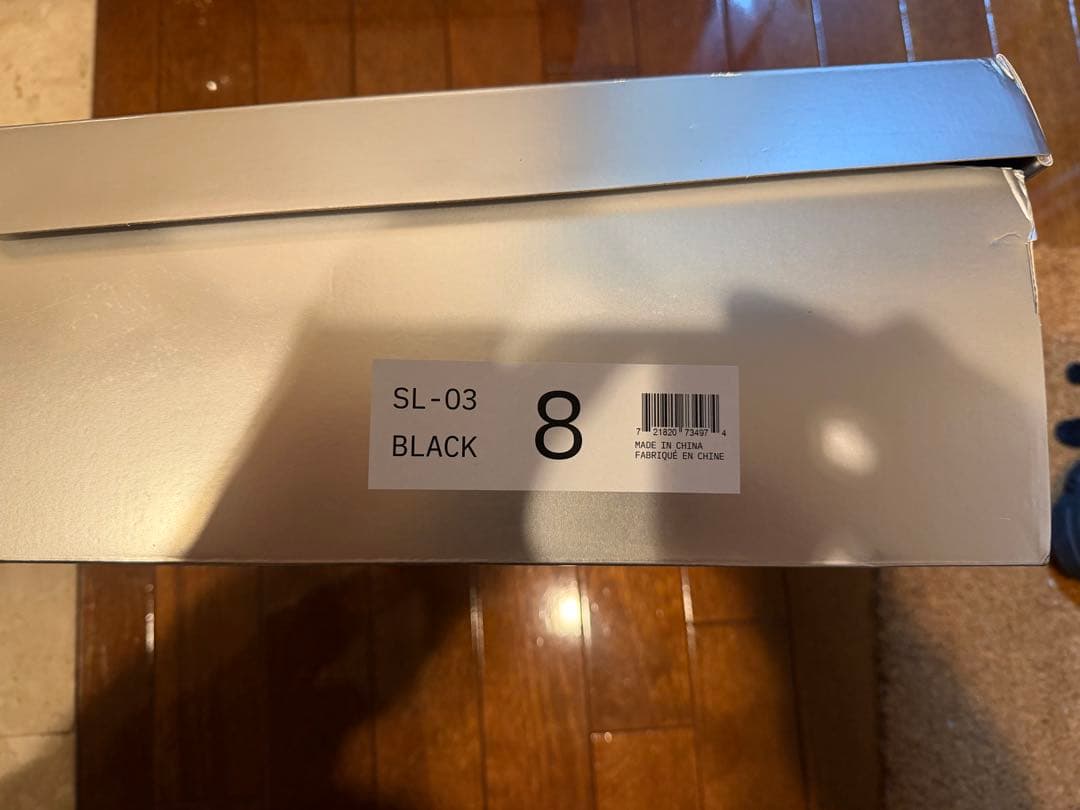 SL-03
BLACK
8
7 21820 73497 4
MADE IN CHINA
FABRIQUÉ EN CHINE